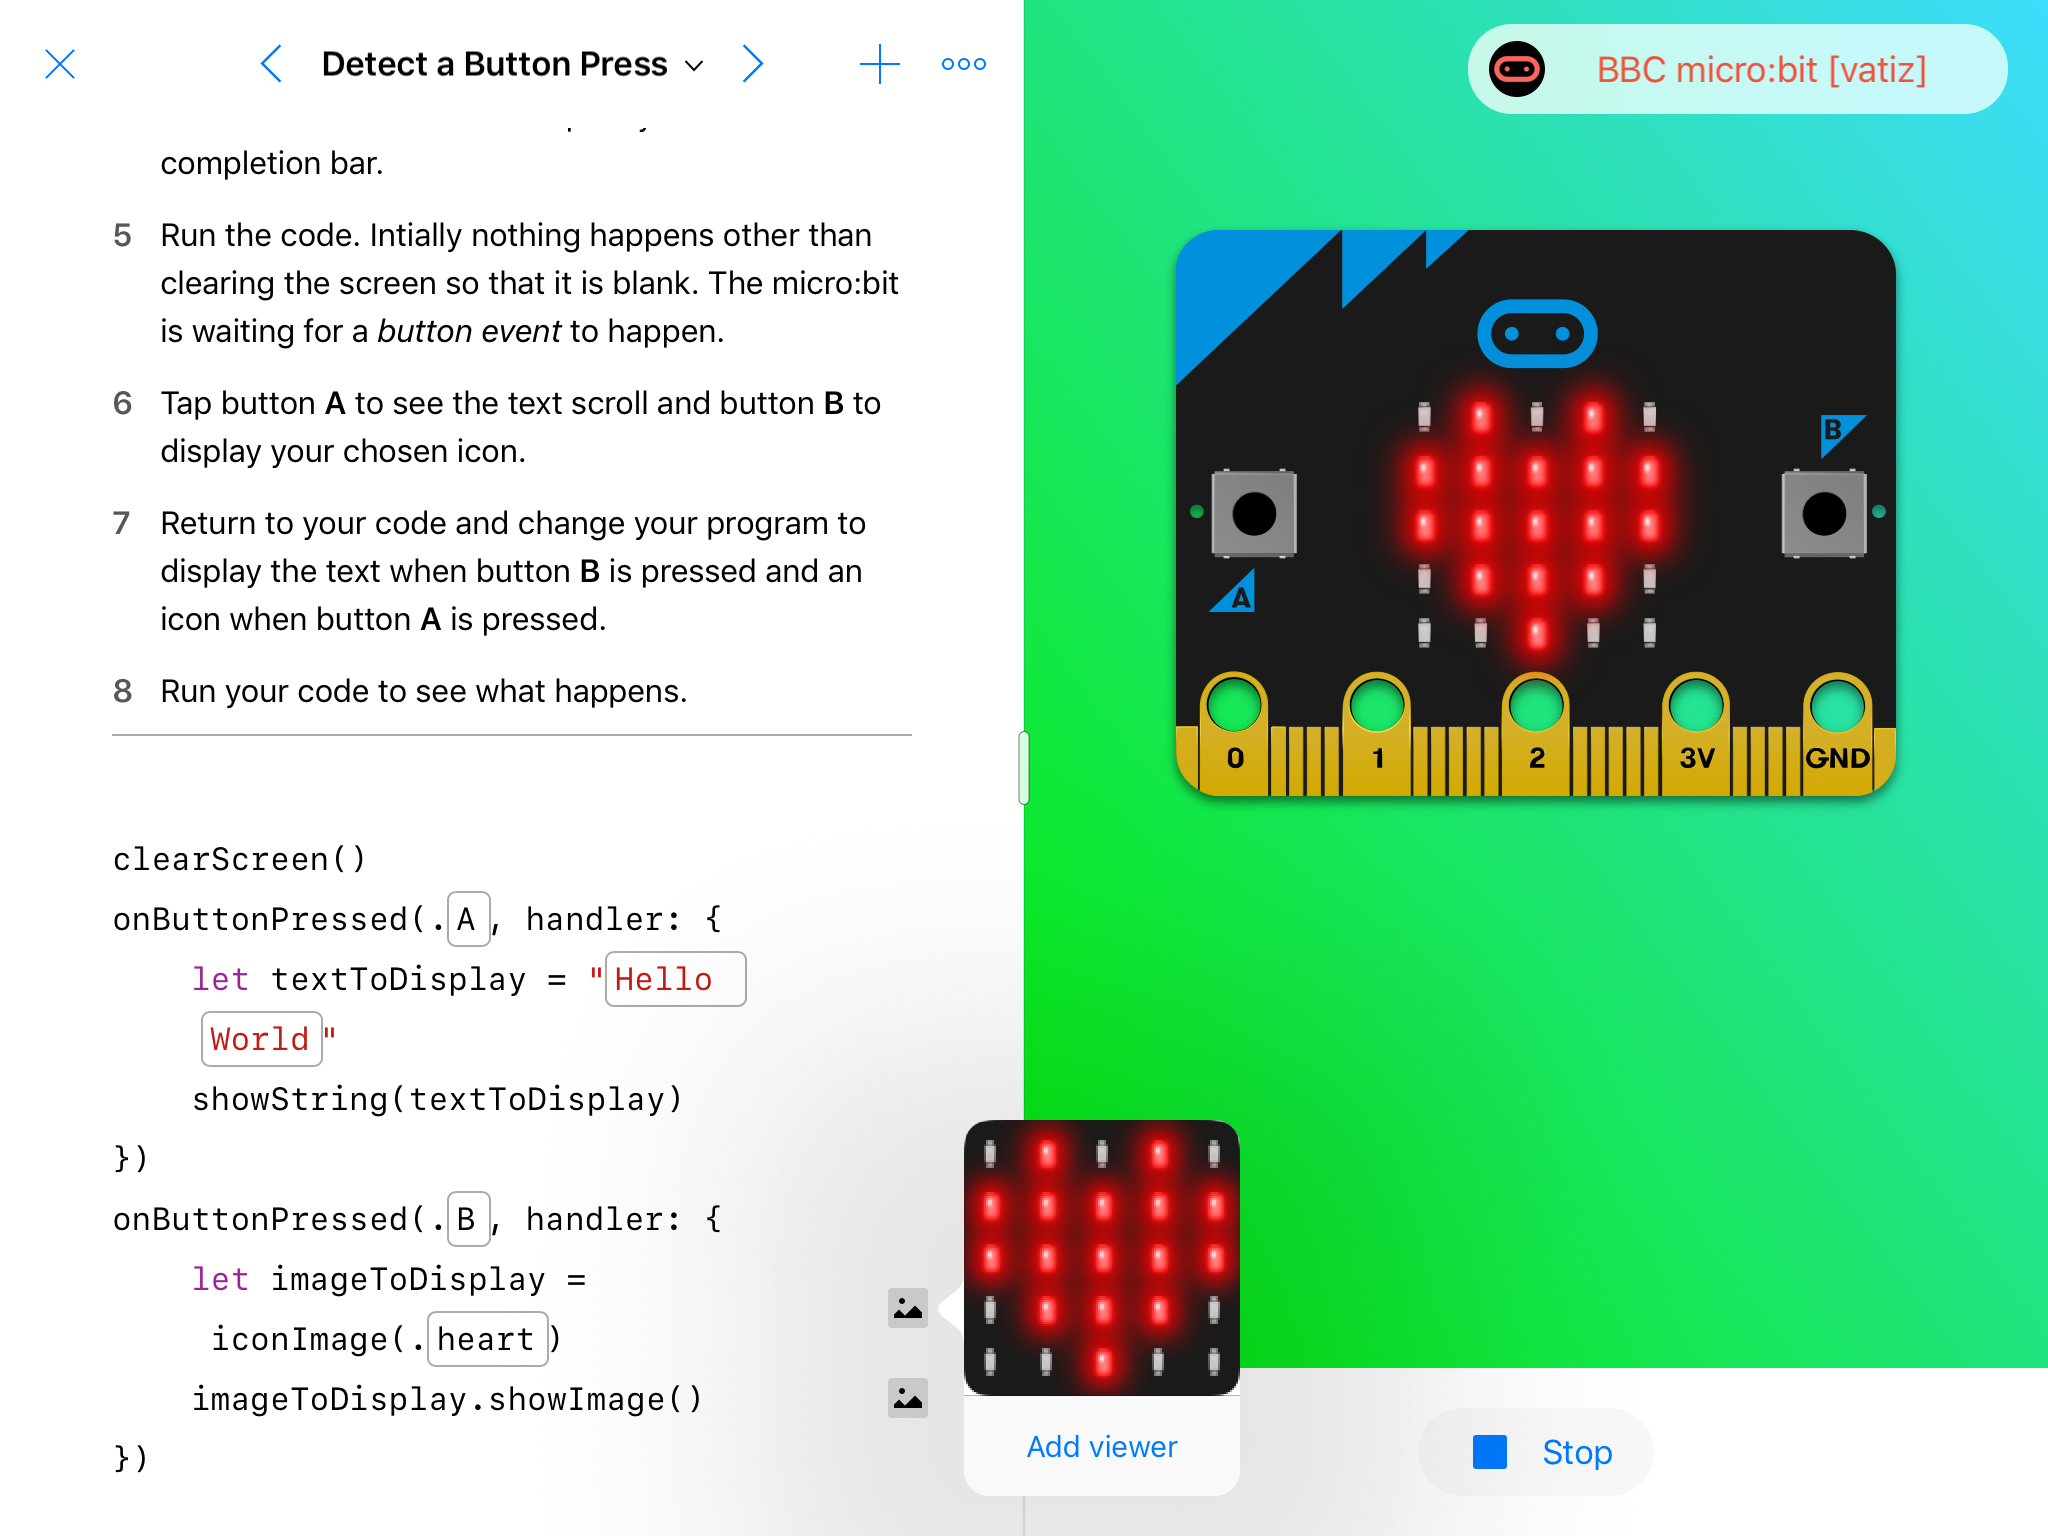 Detect a Button Press
BBC micro:bit [vatiz]
completion bar.
5 Run the code. Intially nothing happens other than
clearing the screen so that it is blank. The micro:bit
is waiting for a button event to happen.
6 Tap button A to see the text scroll and button B to
display your chosen icon.
7 Return to your code and change your program to
display the text when button B is pressed and an
icon when button A is pressed.
8 Run your code to see what happens.
clearScreen()
onButtonPressed(.A, handler: {
let textToDisplay = "Hello
World"
showString(textToDisplay)
})
onButtonPressed(.B, handler: {
let imageToDisplay =
iconImage(.heart)
imageToDisplay.showImage()
})
B
A
0 1 2 3V GND
Add viewer
Stop